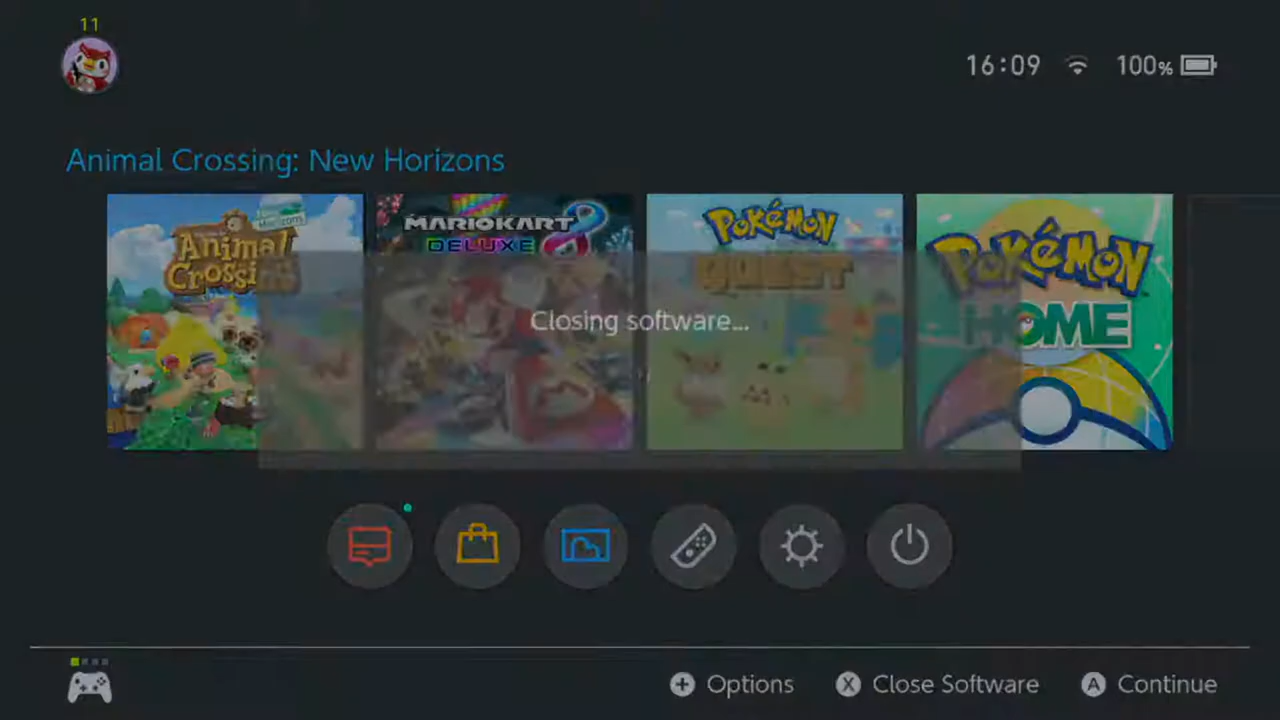 11
16:09 100%
Animal Crossing: New Horizons
Horizons
Animal
Crossing
MARIOKART 8
DELUXE
POKéMON
QUEST
POKéMON
HOME
Closing software...
Options Close Software Continue